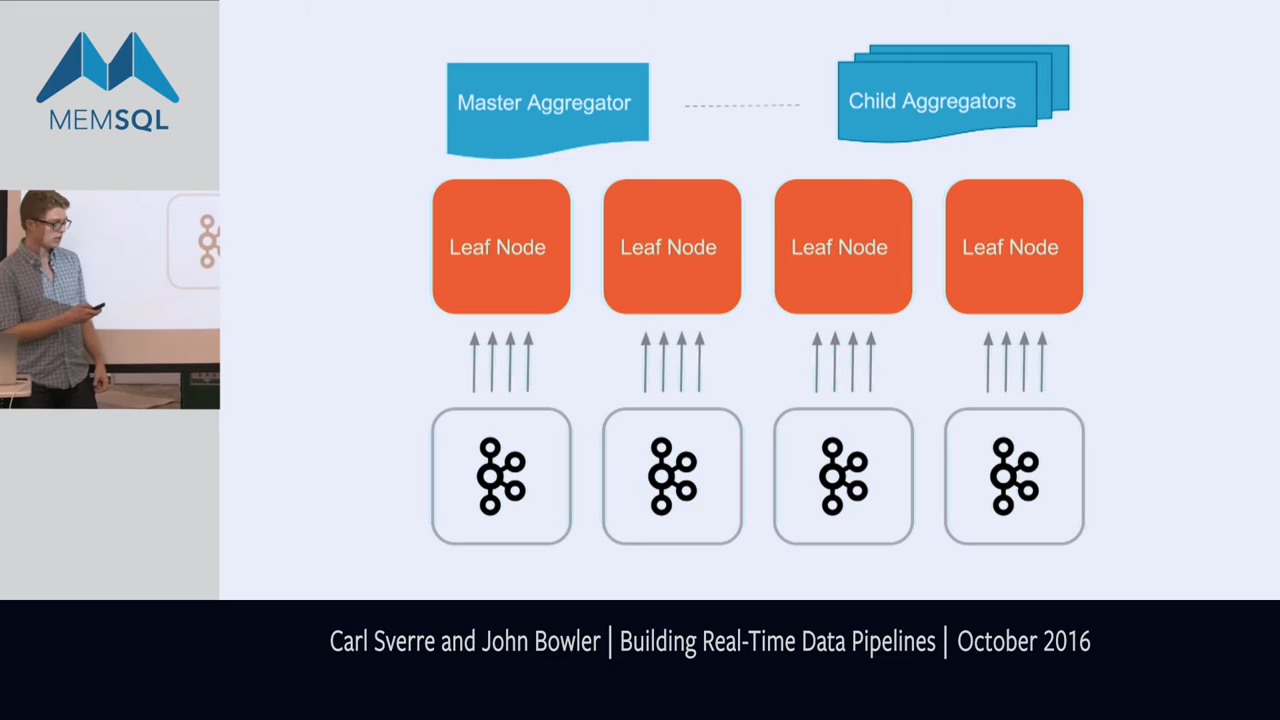 MEMSQL
Master Aggregator
Child Aggregators
Leaf Node
Leaf Node
Leaf Node
Leaf Node
Carl Sverre and John Bowler | Building Real-Time Data Pipelines | October 2016